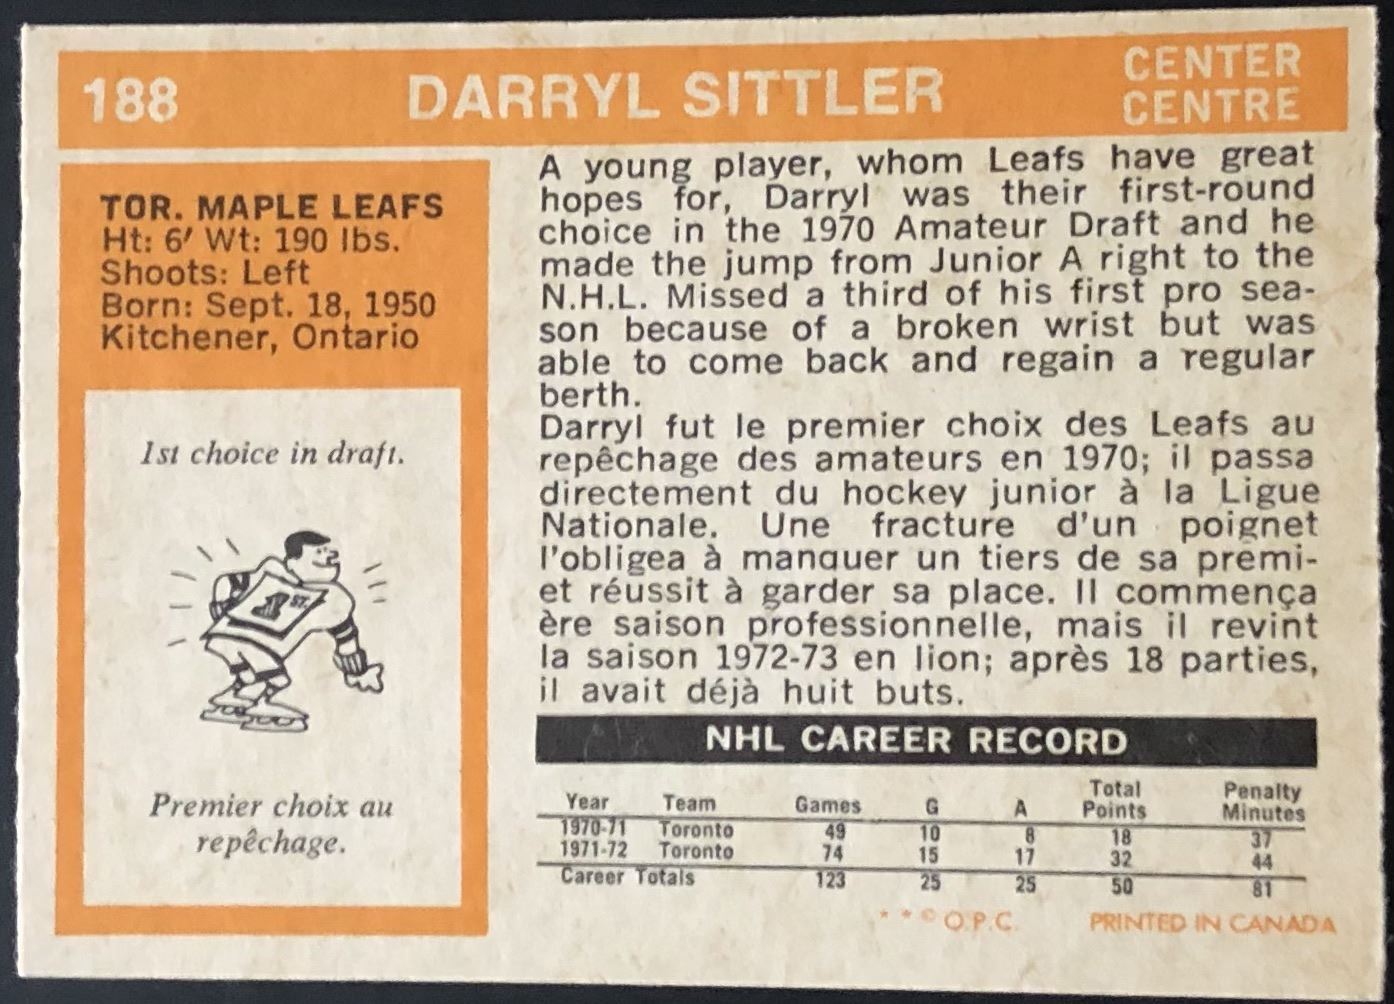 188 DARRYL SITTLER CENTER
CENTRE
TOR. MAPLE LEAFS
Ht: 6′ Wt: 190 lbs.
Shoots: Left
Born: Sept. 18, 1950
Kitchener, Ontario
1st choice in draft.
1ST.
Premier choix au
repêchage.
A young player, whom Leafs have great
hopes for, Darryl was their first-round
choice in the 1970 Amateur Draft and he
made the jump from Junior A right to the
N.H.L. Missed a third of his first pro sea-
son because of a broken wrist but was
able to come back and regain a regular
berth.
Darryl fut le premier choix des Leafs au
repêchage des amateurs en 1970; il passa
directement du hockey junior à la Ligue
Nationale. Une fracture d'un poignet
l'obligea à manquer un tiers de sa premi-
et réussit à garder sa place. Il commença
ère saison professionnelle, mais il revint
la saison 1972-73 en lion; après 18 parties,
il avait déjà huit buts.
NHL CAREER RECORD
Year Team Games G A Total Points Penalty Minutes
1970-71 Toronto 49 10 8 18 37
1971-72 Toronto 74 15 17 32 44
Career Totals 123 25 25 50 81
* * © O.P.C. PRINTED IN CANADA